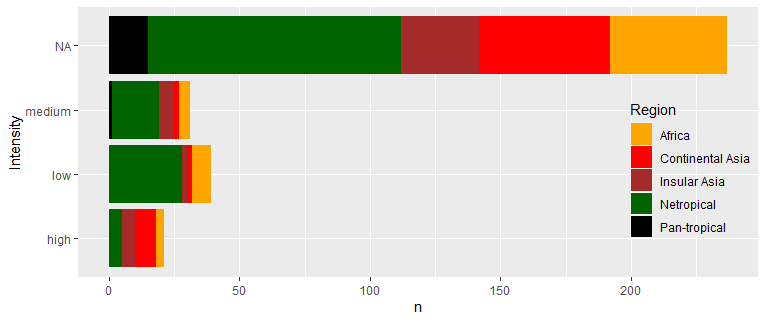 NA
medium
low
high
Intensity
0
50
100
150
200
n
Region
Africa
Continental Asia
Insular Asia
Netropical
Pan-tropical